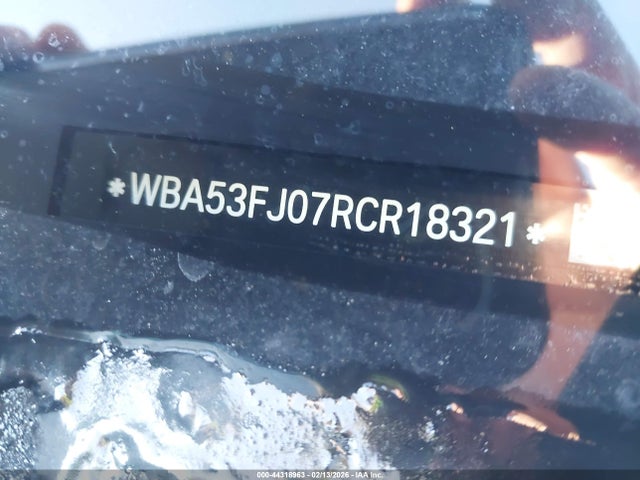 *WBA53FJ07RCR18321*
000-44318963 - 02/13/2026 - IAA Inc.